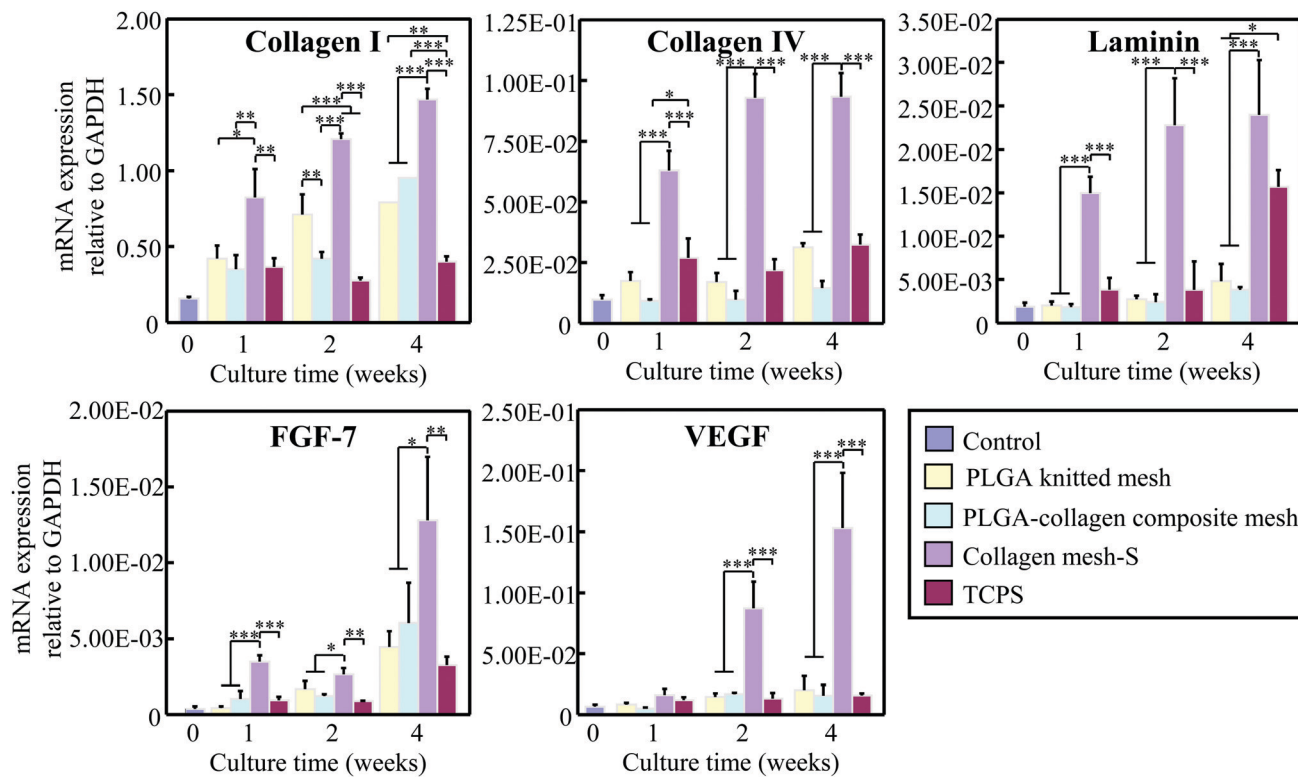 Collagen I
2.00
1.50
1.00
0.50
0
mRNA expression
relative to GAPDH
** *** *** ***
*** *** *** **
** * **
0 1 2 4
Culture time (weeks)
Collagen IV
1.25E-01
1.00E-01
7.50E-02
5.00E-02
2.50E-02
0
*** *** *** ***
* *** ***
0 1 2 4
Culture time (weeks)
Laminin
3.50E-02
3.00E-02
2.50E-02
2.00E-02
1.50E-02
1.00E-02
5.00E-03
0
* *** *** ***
*** ***
0 1 2 4
Culture time (weeks)
FGF-7
2.00E-02
1.50E-02
1.00E-02
5.00E-03
0
mRNA expression
relative to GAPDH
* **
*** *** * **
0 1 2 4
Culture time (weeks)
VEGF
2.50E-01
2.00E-01
1.50E-01
1.00E-01
5.00E-02
0
*** ***
*** ***
0 1 2 4
Culture time (weeks)
Control
PLGA knitted mesh
PLGA-collagen composite mesh
Collagen mesh-S
TCPS